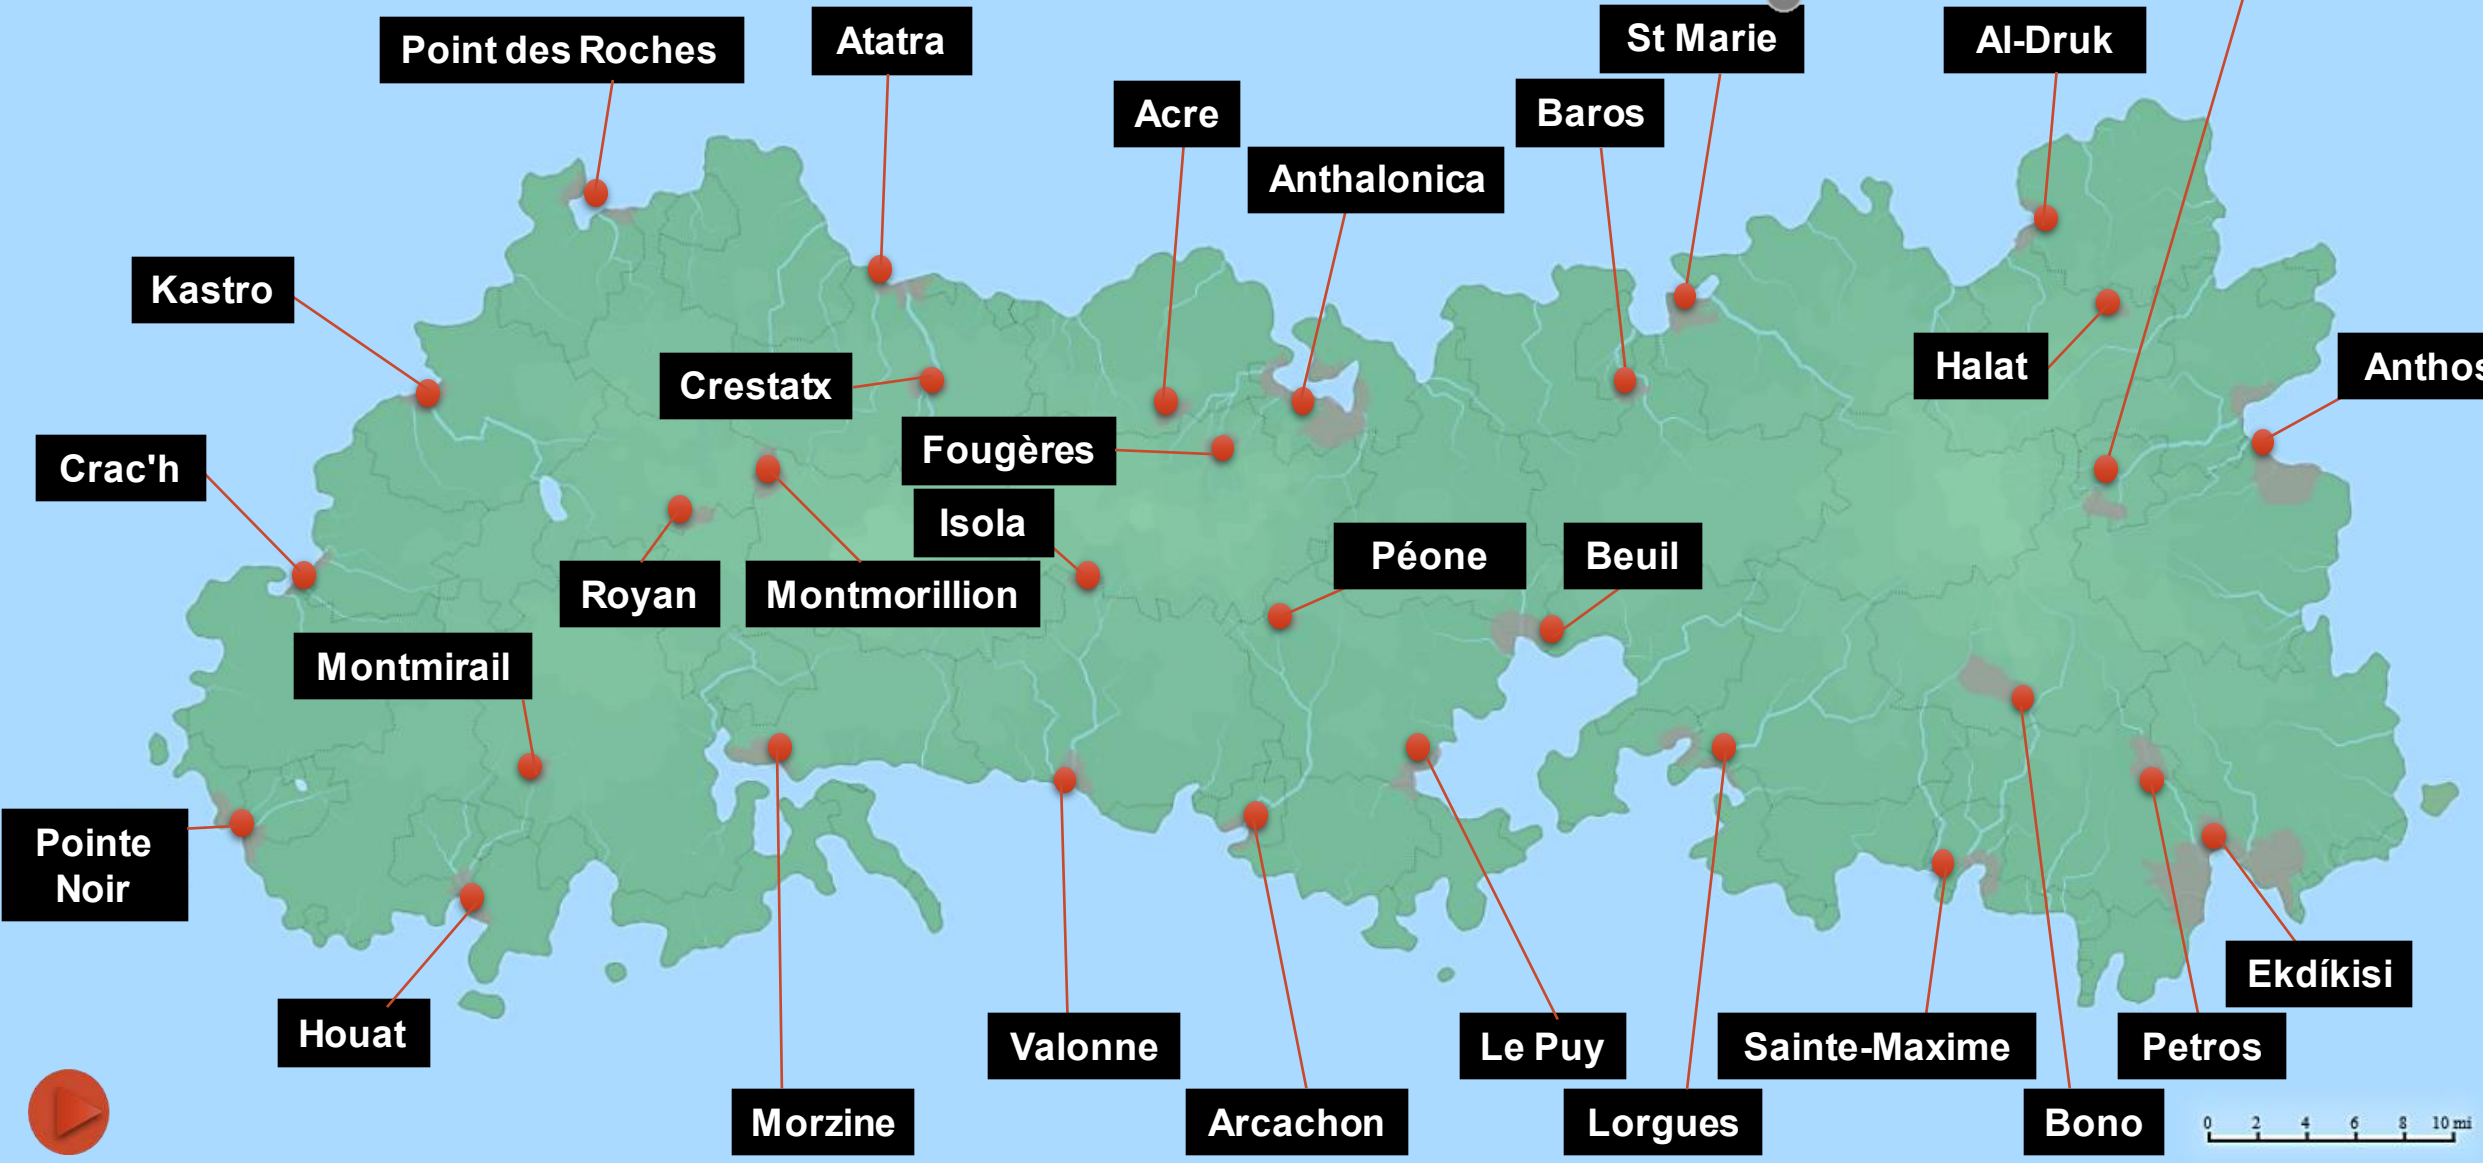 Point des Roches
Atatra
St Marie
Al-Druk
Acre
Baros
Anthalonica
Kastro
Halat
Anthos
Crestatx
Fougères
Crac'h
Isola
Péone
Beuil
Royan
Montmorillion
Montmirail
Pointe
Noir
Ekdíkisi
Houat
Valonne
Le Puy
Sainte-Maxime
Petros
Morzine
Arcachon
Lorgues
Bono
0 2 4 6 8 10 mi